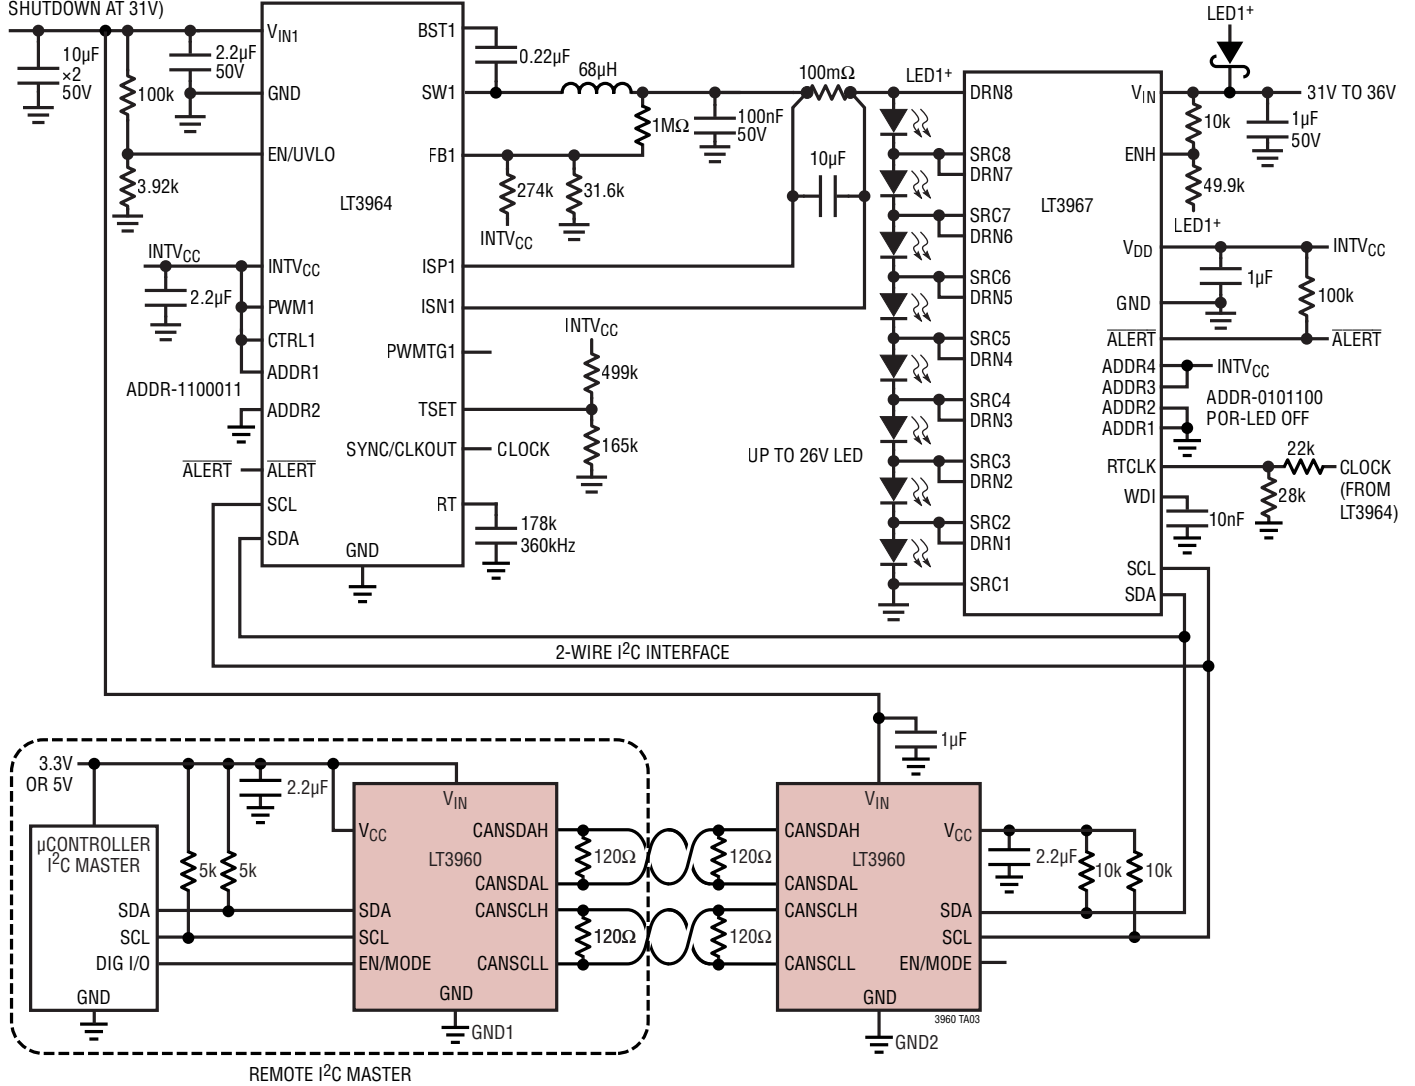 SHUTDOWN AT 31V)
10µF
×2
50V
100k
3.92k
2.2µF
50V
VIN1
GND
EN/UVLO
INTVCC
2.2µF
INTVCC
PWM1
CTRL1
ADDR1
ADDR-1100011
ADDR2
ALERT
ALERT
SCL
SDA
GND
LT3964
BST1
SW1
FB1
ISP1
ISN1
PWMTG1
TSET
SYNC/CLKOUT
RT
0.22µF
68µH
1MΩ
100nF
50V
274k
31.6k
INTVCC
100mΩ
10µF
INTVCC
499k
165k
CLOCK
178k
360kHz
LED1+
UP TO 26V LED
DRN8
SRC8
DRN7
SRC7
DRN6
SRC6
DRN5
SRC5
DRN4
SRC4
DRN3
SRC3
DRN2
SRC2
DRN1
SRC1
LT3967
VIN
ENH
VDD
GND
ALERT
ADDR4
ADDR3
ADDR2
ADDR1
RTCLK
WDI
SCL
SDA
LED1+
31V TO 36V
10k
1µF
50V
49.9k
LED1+
INTVCC
1µF
100k
ALERT
INTVCC
ADDR-0101100
POR-LED OFF
22k
28k
CLOCK
(FROM
LT3964)
10nF
2-WIRE I2C INTERFACE
1µF
3.3V
OR 5V
2.2µF
µCONTROLLER
I2C MASTER
5k
5k
SDA
SCL
DIG I/O
GND
VIN
VCC
LT3960
SDA
SCL
EN/MODE
GND
CANSDAH
CANSDAL
CANSCLH
CANSCLL
GND1
120Ω
120Ω
120Ω
120Ω
VIN
CANSDAH
CANSDAL
CANSCLH
CANSCLL
LT3960
VCC
SDA
SCL
EN/MODE
GND
3960 TA03
GND2
2.2µF
10k
10k
REMOTE I2C MASTER